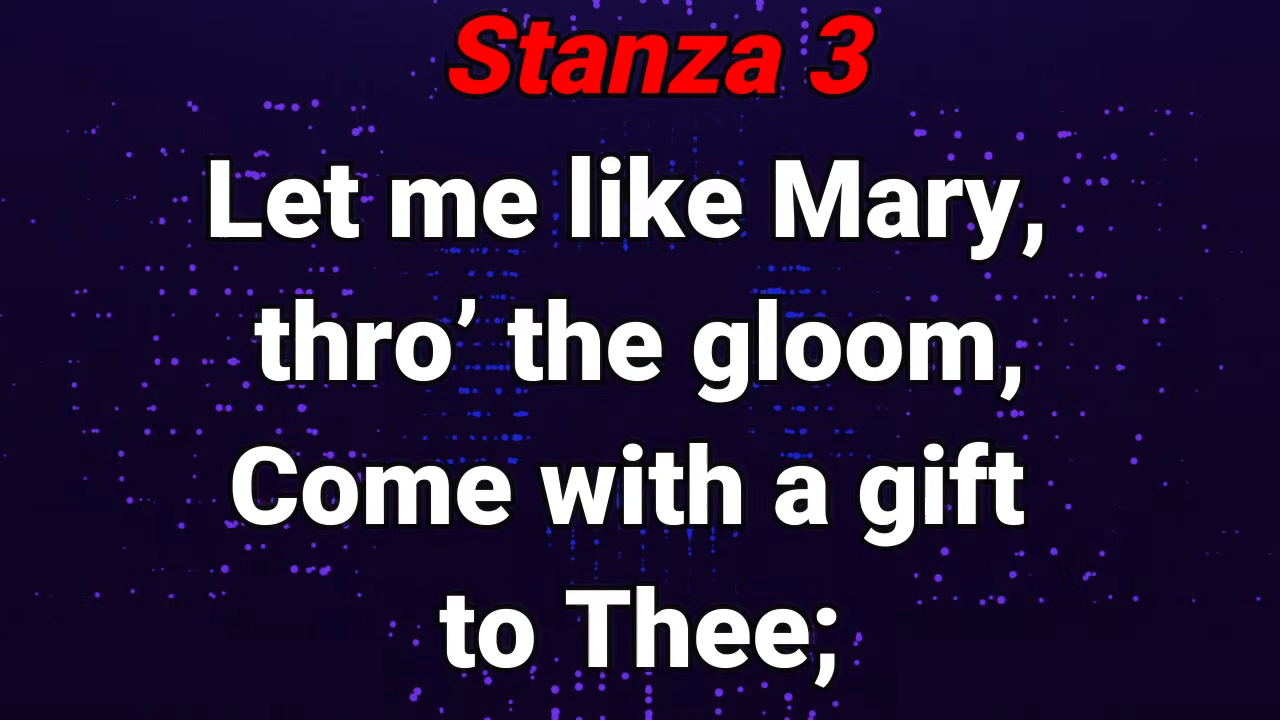 Stanza 3
Let me like Mary,
thro’ the gloom,
Come with a gift
to Thee;